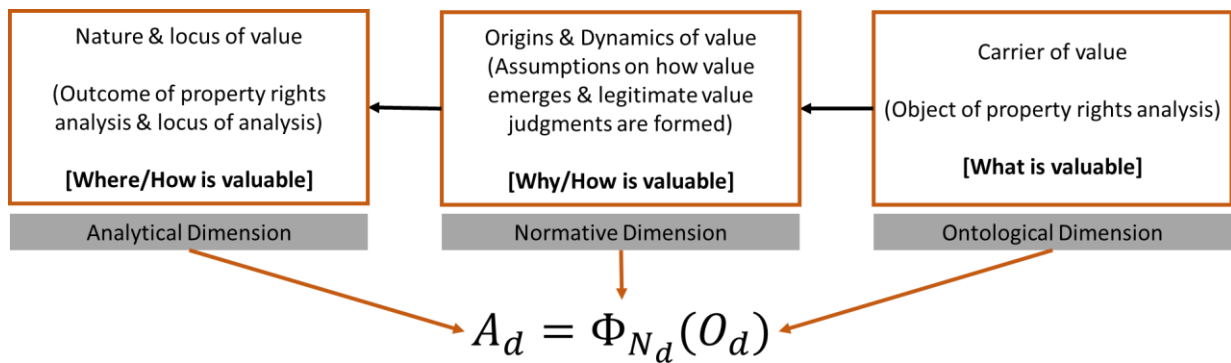 Nature & locus of value
(Outcome of property rights
analysis & locus of analysis)
[Where/How is valuable]
Analytical Dimension
Origins & Dynamics of value
(Assumptions on how value
emerges & legitimate value
judgments are formed)
[Why/How is valuable]
Normative Dimension
Carrier of value
(Object of property rights analysis)
[What is valuable]
Ontological Dimension
A_d = Φ_{N_d}(O_d)